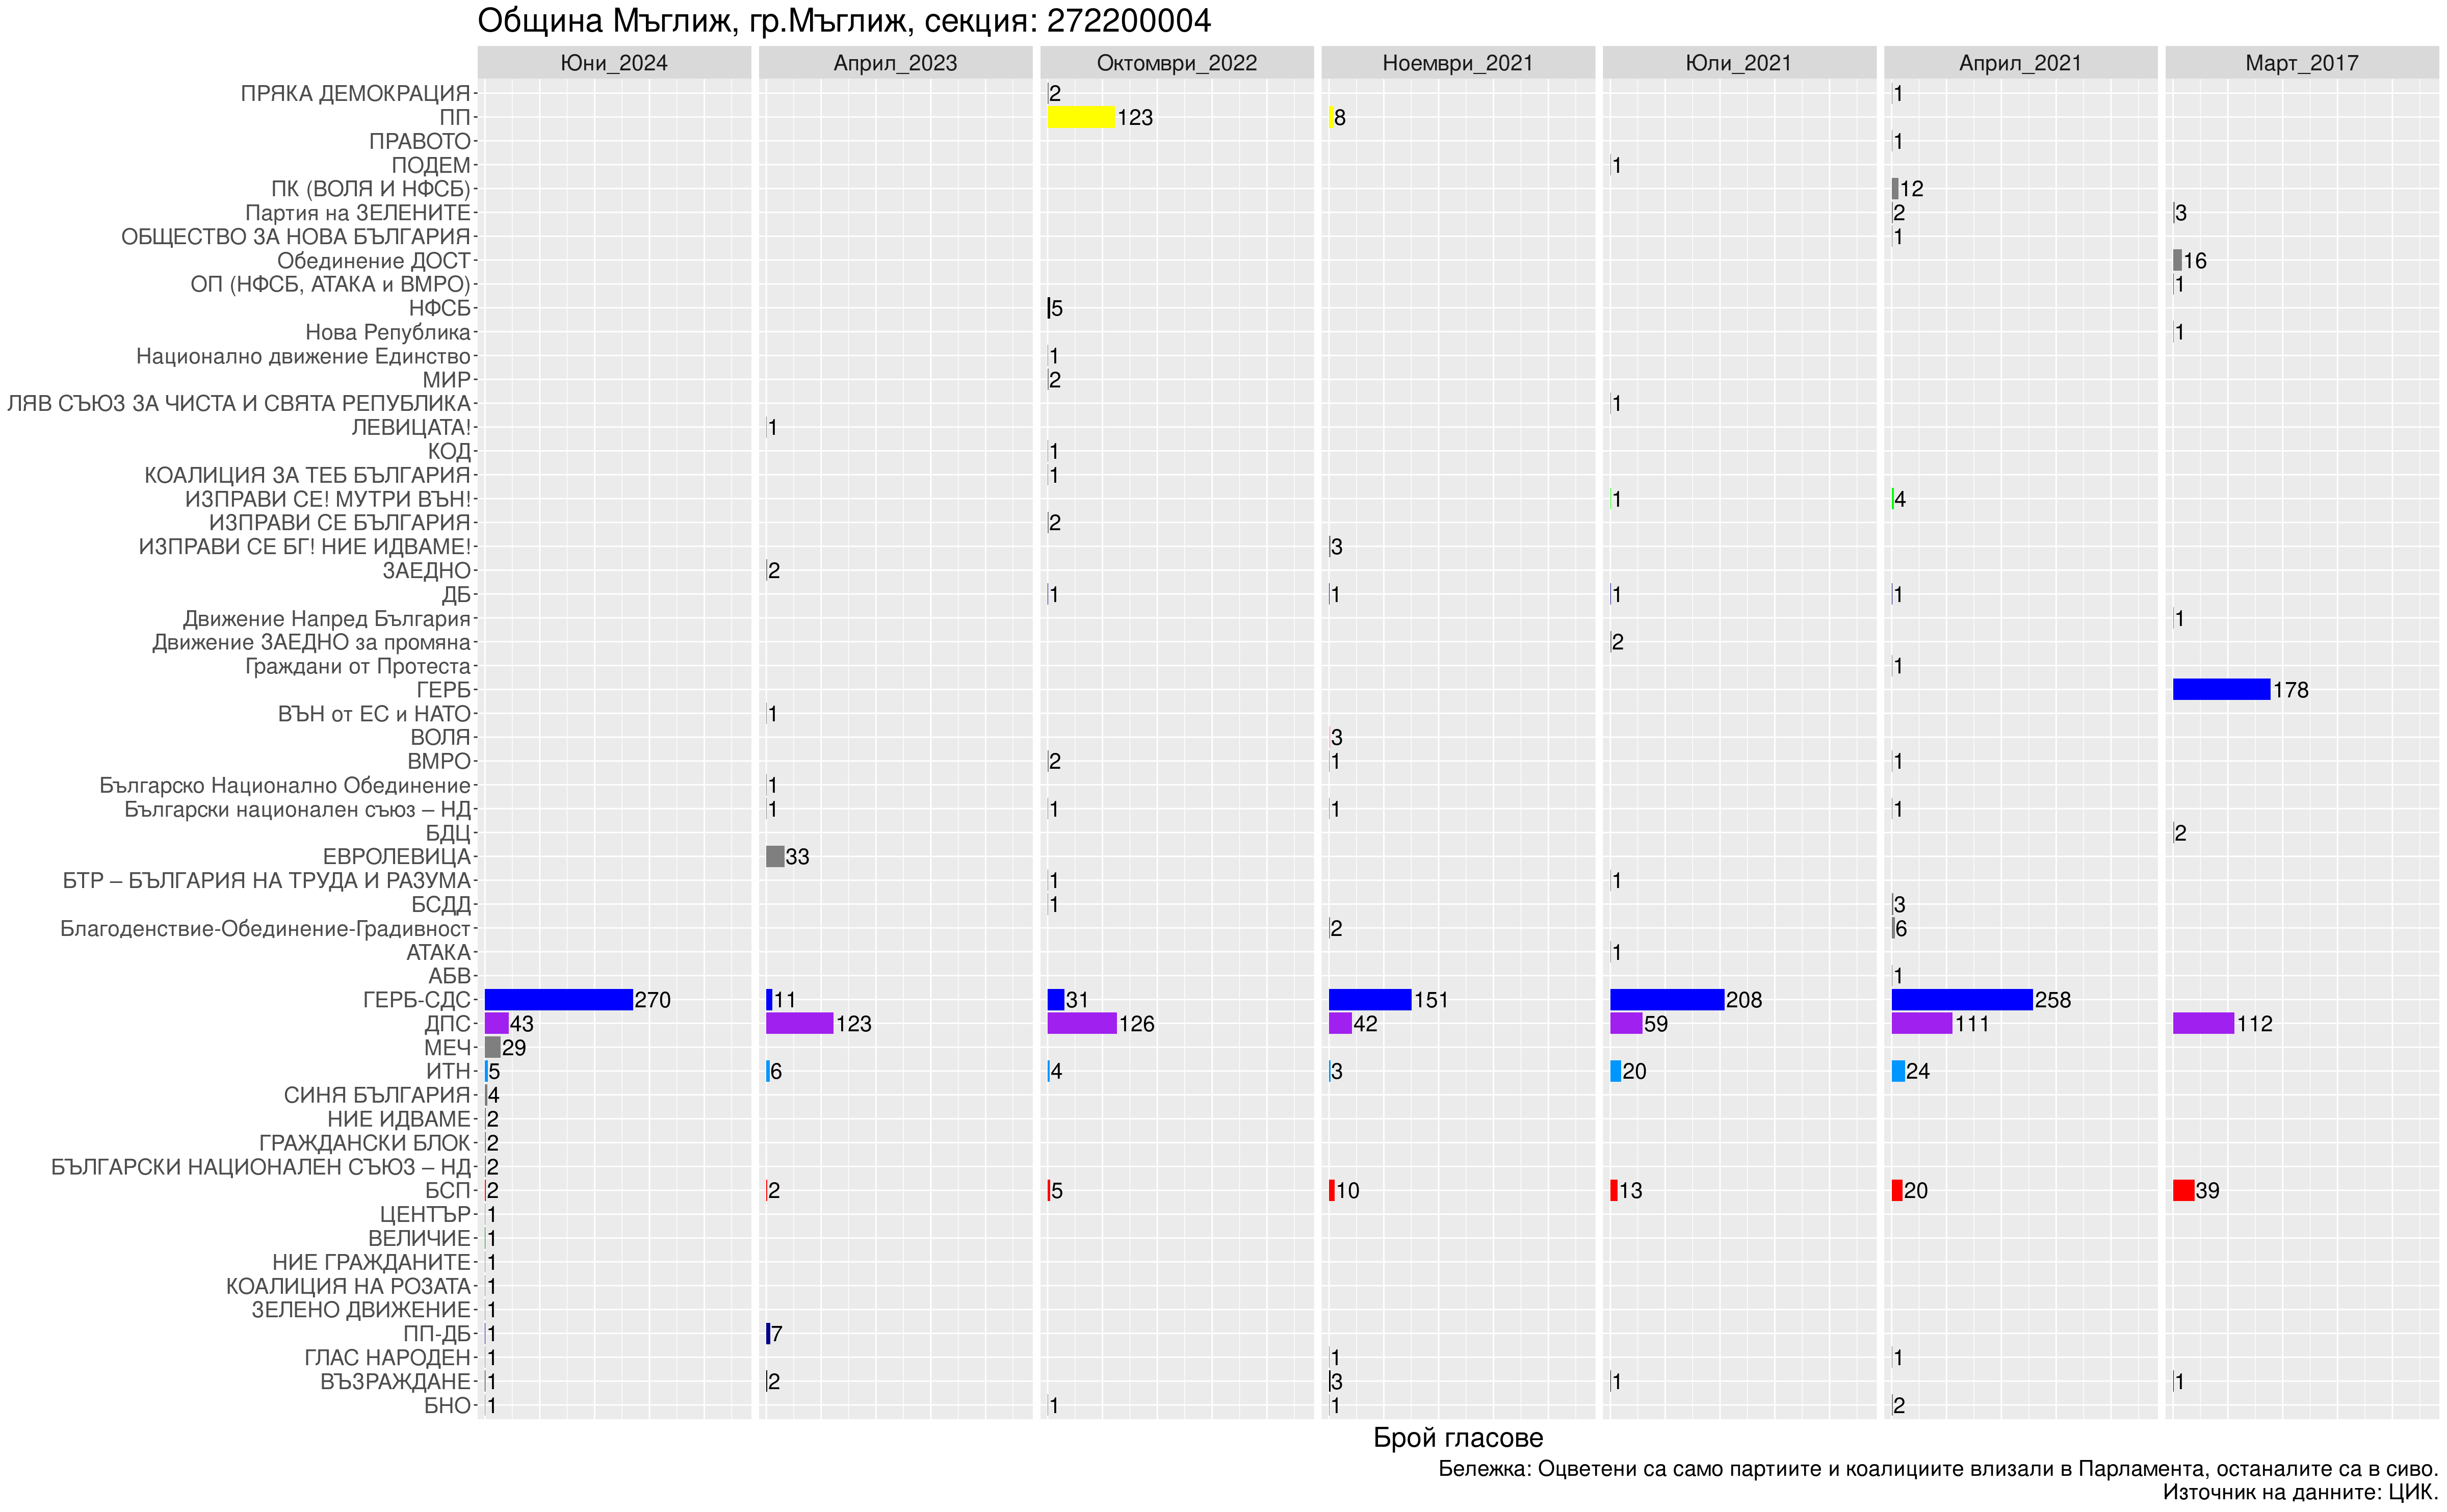 Община Мъглиж, гр.Мъглиж, секция: 272200004
Юни_2024 Април_2023 Октомври_2022 Ноември_2021 Юли_2021 Април_2021 Март_2017
ПРЯКА ДЕМОКРАЦИЯ 2 1
ПП 123 8
ПРАВОТО 1
ПОДЕМ 1
ПК (ВОЛЯ И НФСБ) 12
Партия на ЗЕЛЕНИТЕ 2 3
ОБЩЕСТВО ЗА НОВА БЪЛГАРИЯ 1
Обединение ДОСТ 16
ОП (НФСБ, АТАКА и ВМРО) 1
НФСБ 5
Нова Република 1
Национално движение Единство 1
МИР 2
ЛЯВ СЪЮЗ ЗА ЧИСТА И СВЯТА РЕПУБЛИКА 1
ЛЕВИЦАТА! 1
КОД 1
КОАЛИЦИЯ ЗА ТЕБ БЪЛГАРИЯ 1
ИЗПРАВИ СЕ! МУТРИ ВЪН! 1 4
ИЗПРАВИ СЕ БЪЛГАРИЯ 2
ИЗПРАВИ СЕ БГ! НИЕ ИДВАМЕ! 3
ЗАЕДНО 2
ДБ 1 1 1 1
Движение Напред България 1
Движение ЗАЕДНО за промяна 2
Граждани от Протеста 1
ГЕРБ 178
ВЪН от ЕС и НАТО 1
ВОЛЯ 3
ВМРО 2 1 1
Българско Национално Обединение 1
Български национален съюз – НД 1 1 1 1
БДЦ 2
ЕВРОЛЕВИЦА 33
БТР – БЪЛГАРИЯ НА ТРУДА И РАЗУМА 1 1
БСДД 1 3
Благоденствие-Обединение-Градивност 2 6
АТАКА 1
АБВ 1
ГЕРБ-СДС 270 11 31 151 208 258
ДПС 43 123 126 42 59 111 112
МЕЧ 29
ИТН 5 6 4 3 20 24
СИНЯ БЪЛГАРИЯ 4
НИЕ ИДВАМЕ 2
ГРАЖДАНСКИ БЛОК 2
БЪЛГАРСКИ НАЦИОНАЛЕН СЪЮЗ – НД 2
БСП 2 2 5 10 13 20 39
ЦЕНТЪР 1
ВЕЛИЧИЕ 1
НИЕ ГРАЖДАНИТЕ 1
КОАЛИЦИЯ НА РОЗАТА 1
ЗЕЛЕНО ДВИЖЕНИЕ 1
ПП-ДБ 1 7
ГЛАС НАРОДЕН 1 1 1
ВЪЗРАЖДАНЕ 1 2 3 1 1
БНО 1 1 1 2
Брой гласове
Бележка: Оцветени са само партиите и коалициите влизали в Парламента, останалите са в сиво.
Източник на данните: ЦИК.